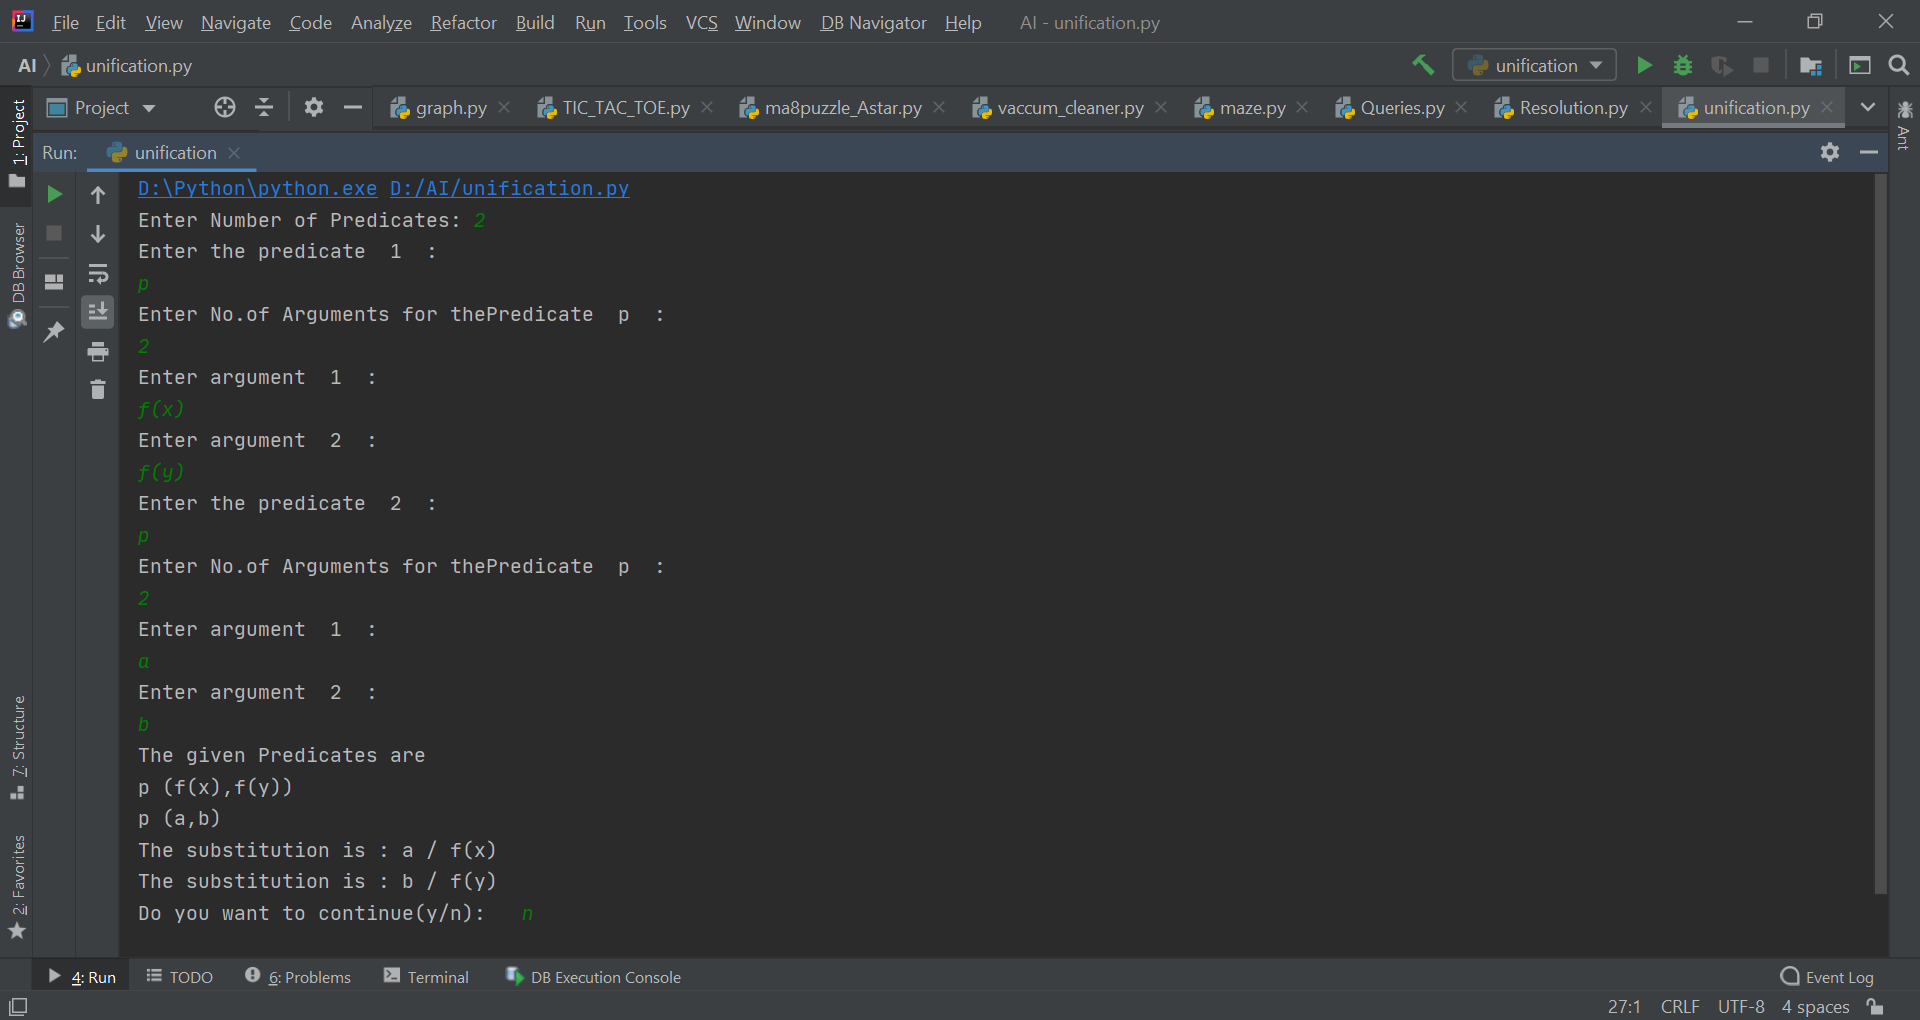 File Edit View Navigate Code Analyze Refactor Build Run Tools VCS Window DB Navigator Help AI - unification.py
AI unification.py unification
Project graph.py TIC_TAC_TOE.py ma8puzzle_Astar.py vaccum_cleaner.py maze.py Queries.py Resolution.py unification.py
Run: unification
1: Project
DB Browser
7: Structure
2: Favorites
Ant
D:\Python\python.exe D:/AI/unification.py
Enter Number of Predicates: 2
Enter the predicate  1  :
p
Enter No.of Arguments for thePredicate  p  :
2
Enter argument  1  :
f(x)
Enter argument  2  :
f(y)
Enter the predicate  2  :
p
Enter No.of Arguments for thePredicate  p  :
2
Enter argument  1  :
a
Enter argument  2  :
b
The given Predicates are
p (f(x),f(y))
p (a,b)
The substitution is : a / f(x)
The substitution is : b / f(y)
Do you want to continue(y/n):   n
4: Run TODO 6: Problems Terminal DB Execution Console Event Log
27:1 CRLF UTF-8 4 spaces